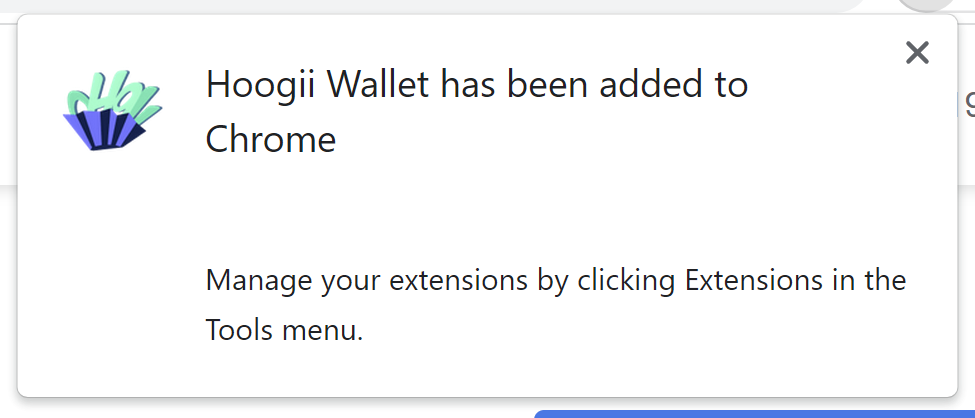 Hoogii Wallet has been added to
Chrome
Manage your extensions by clicking Extensions in the
Tools menu.